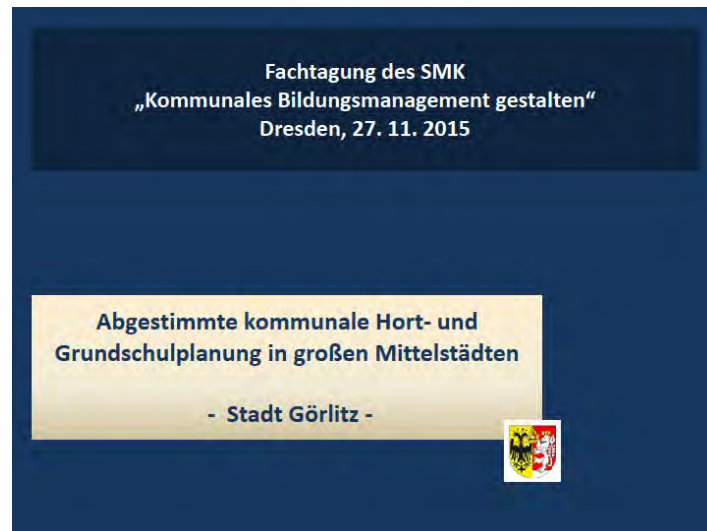 Fachtagung des SMK
„Kommunales Bildungsmanagement gestalten“
Dresden, 27. 11. 2015
Abgestimmte kommunale Hort- und
Grundschulplanung in großen Mittelstädten
- Stadt Görlitz -